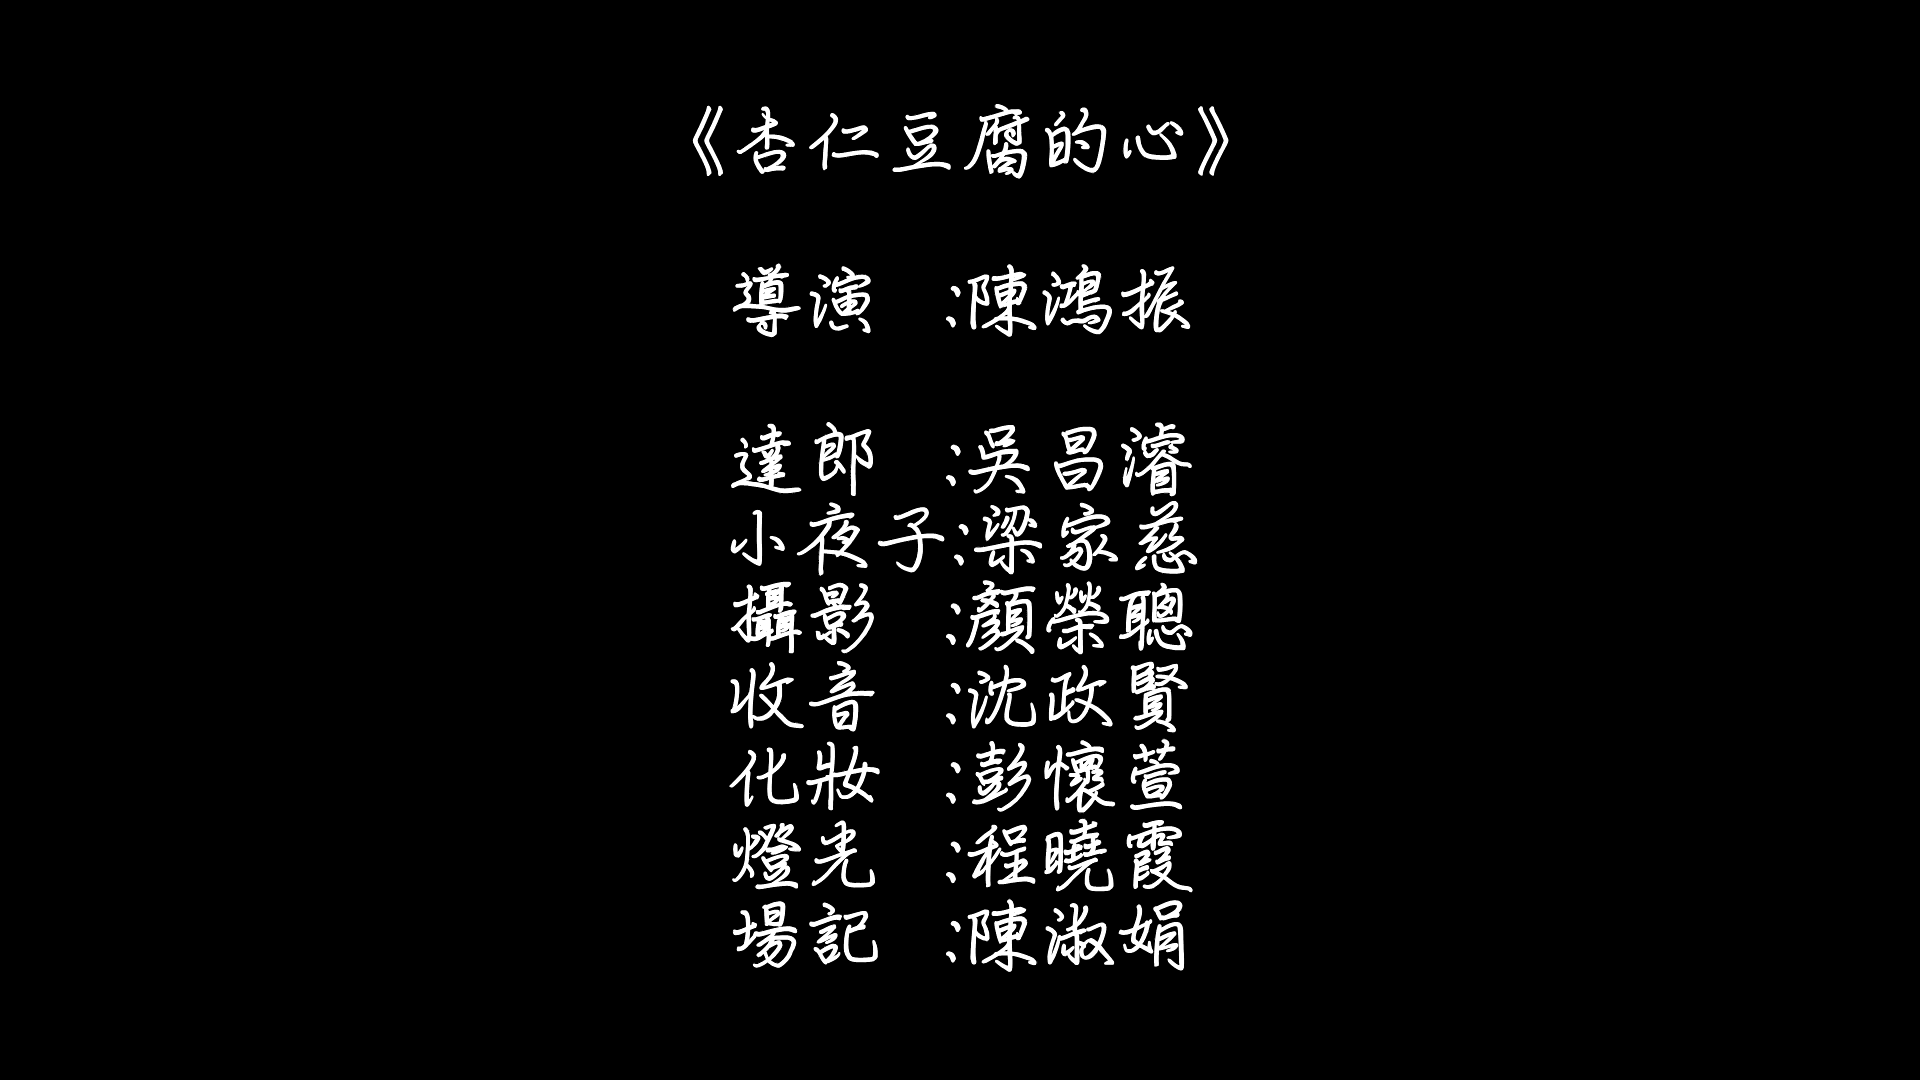 《杏仁豆腐的心》
導演 :陳鴻振
達郎 :吳昌濬
小夜子:梁家慈
攝影 :顏榮聰
收音 :沈政賢
化妝 :彭懷萱
燈光 :程曉霞
場記 :陳淑娟